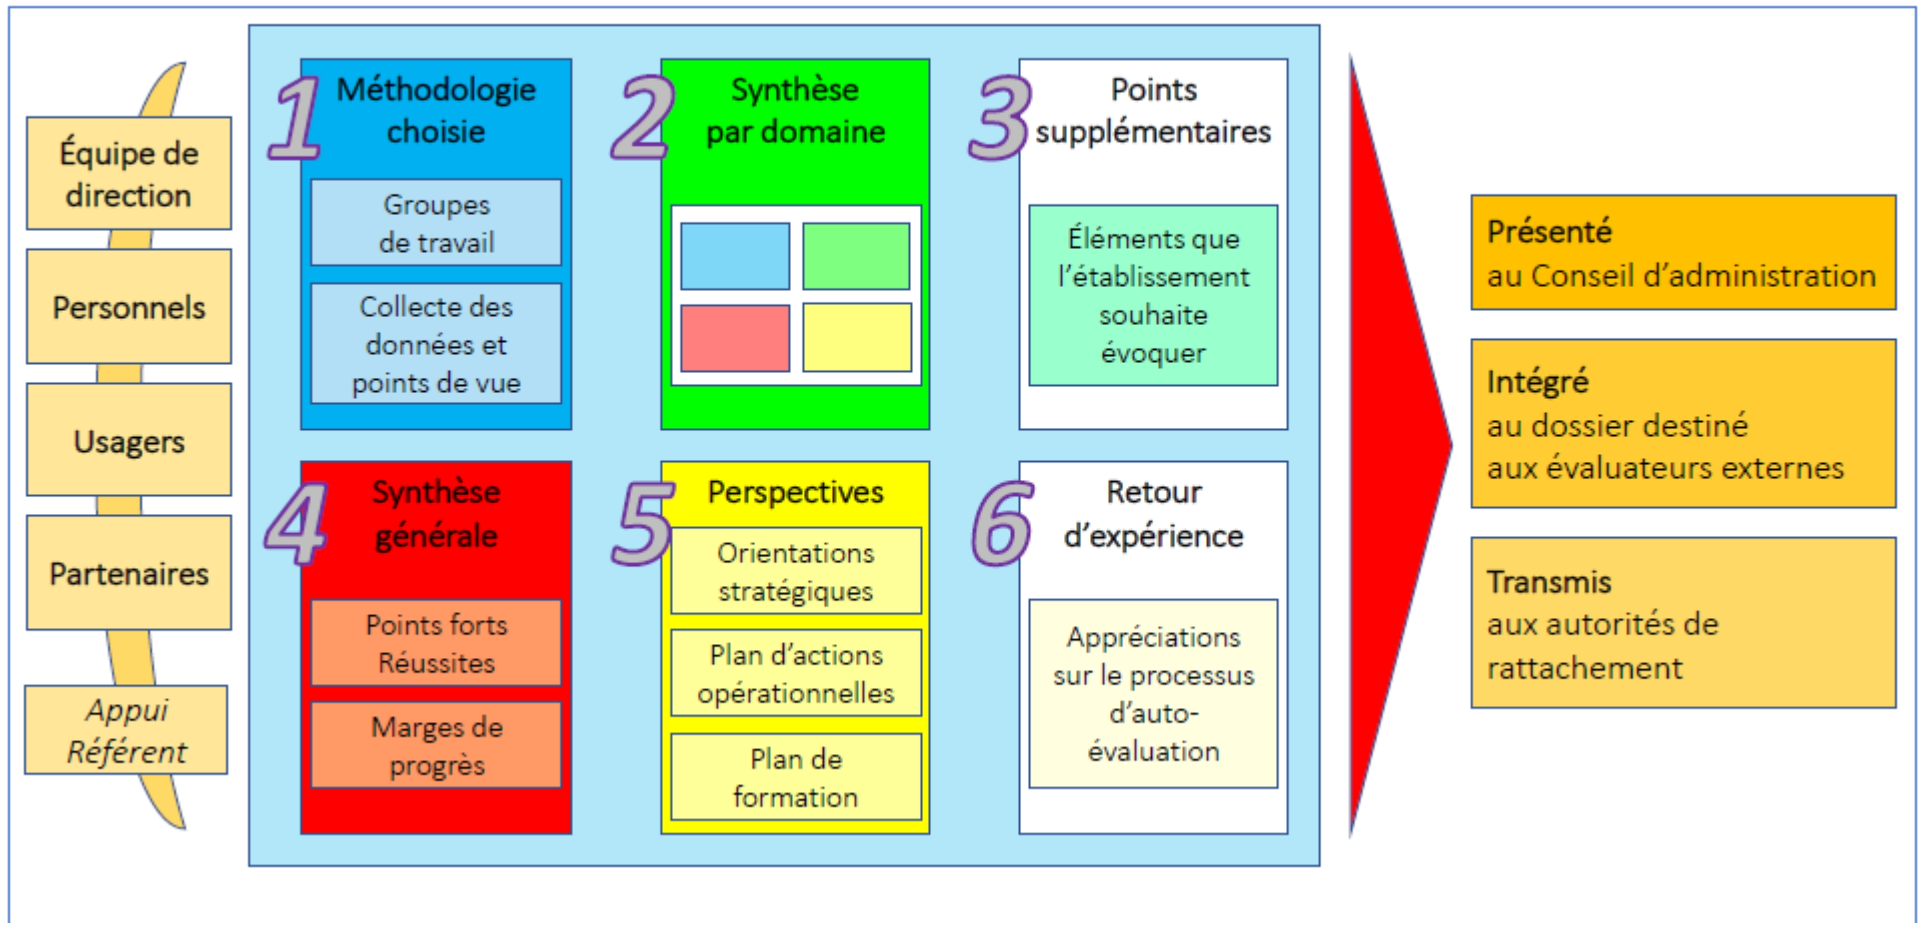 Équipe de
direction
Personnels
Usagers
Partenaires
Appui
Référent
1
Méthodologie
choisie
Groupes
de travail
Collecte des
données et
points de vue
2
Synthèse
par domaine
3
Points
supplémentaires
Éléments que
l’établissement
souhaite
évoquer
4
Synthèse
générale
Points forts
Réussites
Marges de
progrès
5
Perspectives
Orientations
stratégiques
Plan d’actions
opérationnelles
Plan de
formation
6
Retour
d’expérience
Appréciations
sur le processus
d’auto-
évaluation
Présenté
au Conseil d’administration
Intégré
au dossier destiné
aux évaluateurs externes
Transmis
aux autorités de
rattachement